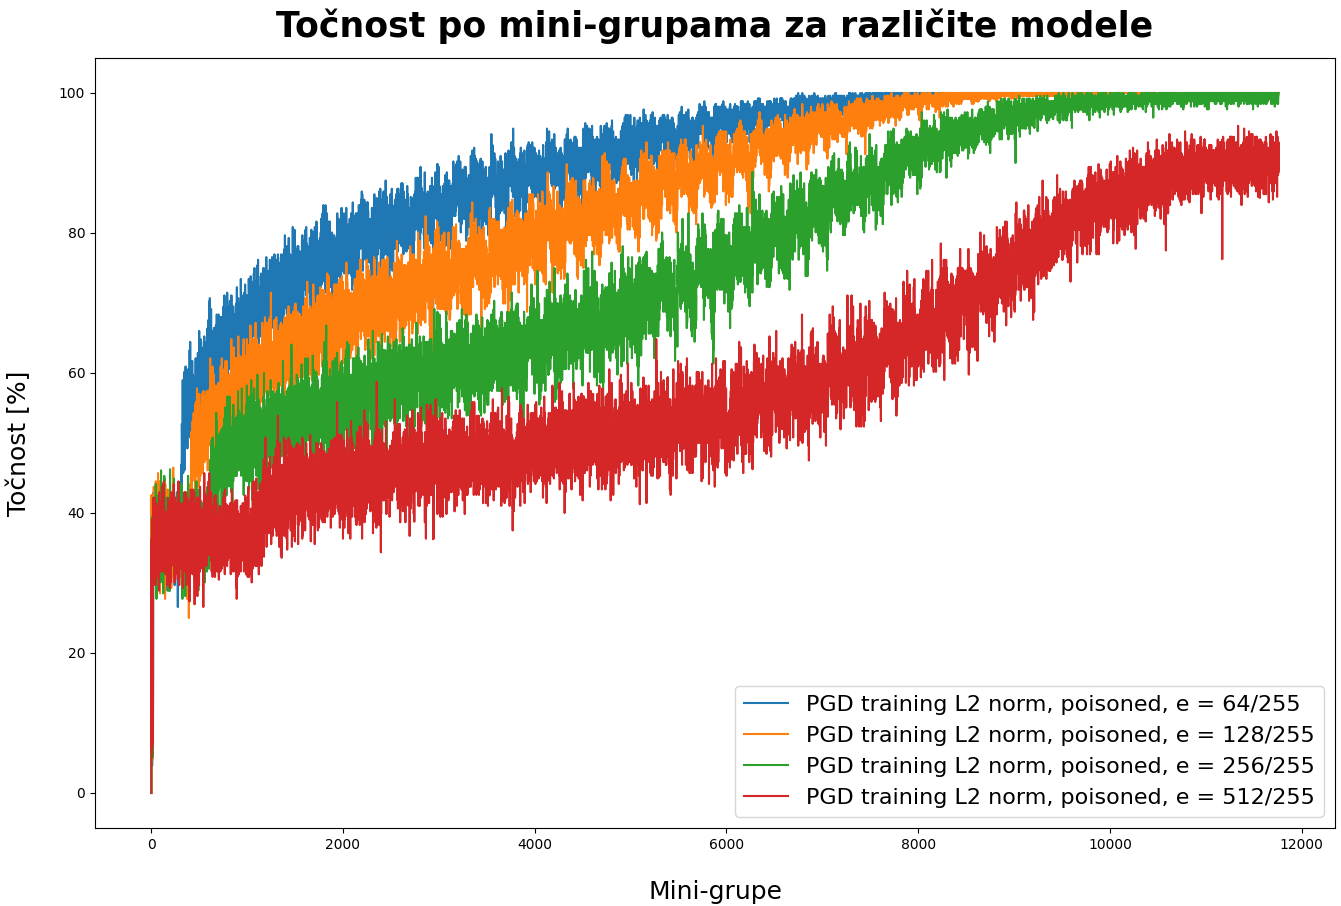 Točnost po mini-grupama za različite modele
Točnost [%]
100
80
60
40
20
0
0 2000 4000 6000 8000 10000 12000
Mini-grupe
PGD training L2 norm, poisoned, e = 64/255
PGD training L2 norm, poisoned, e = 128/255
PGD training L2 norm, poisoned, e = 256/255
PGD training L2 norm, poisoned, e = 512/255